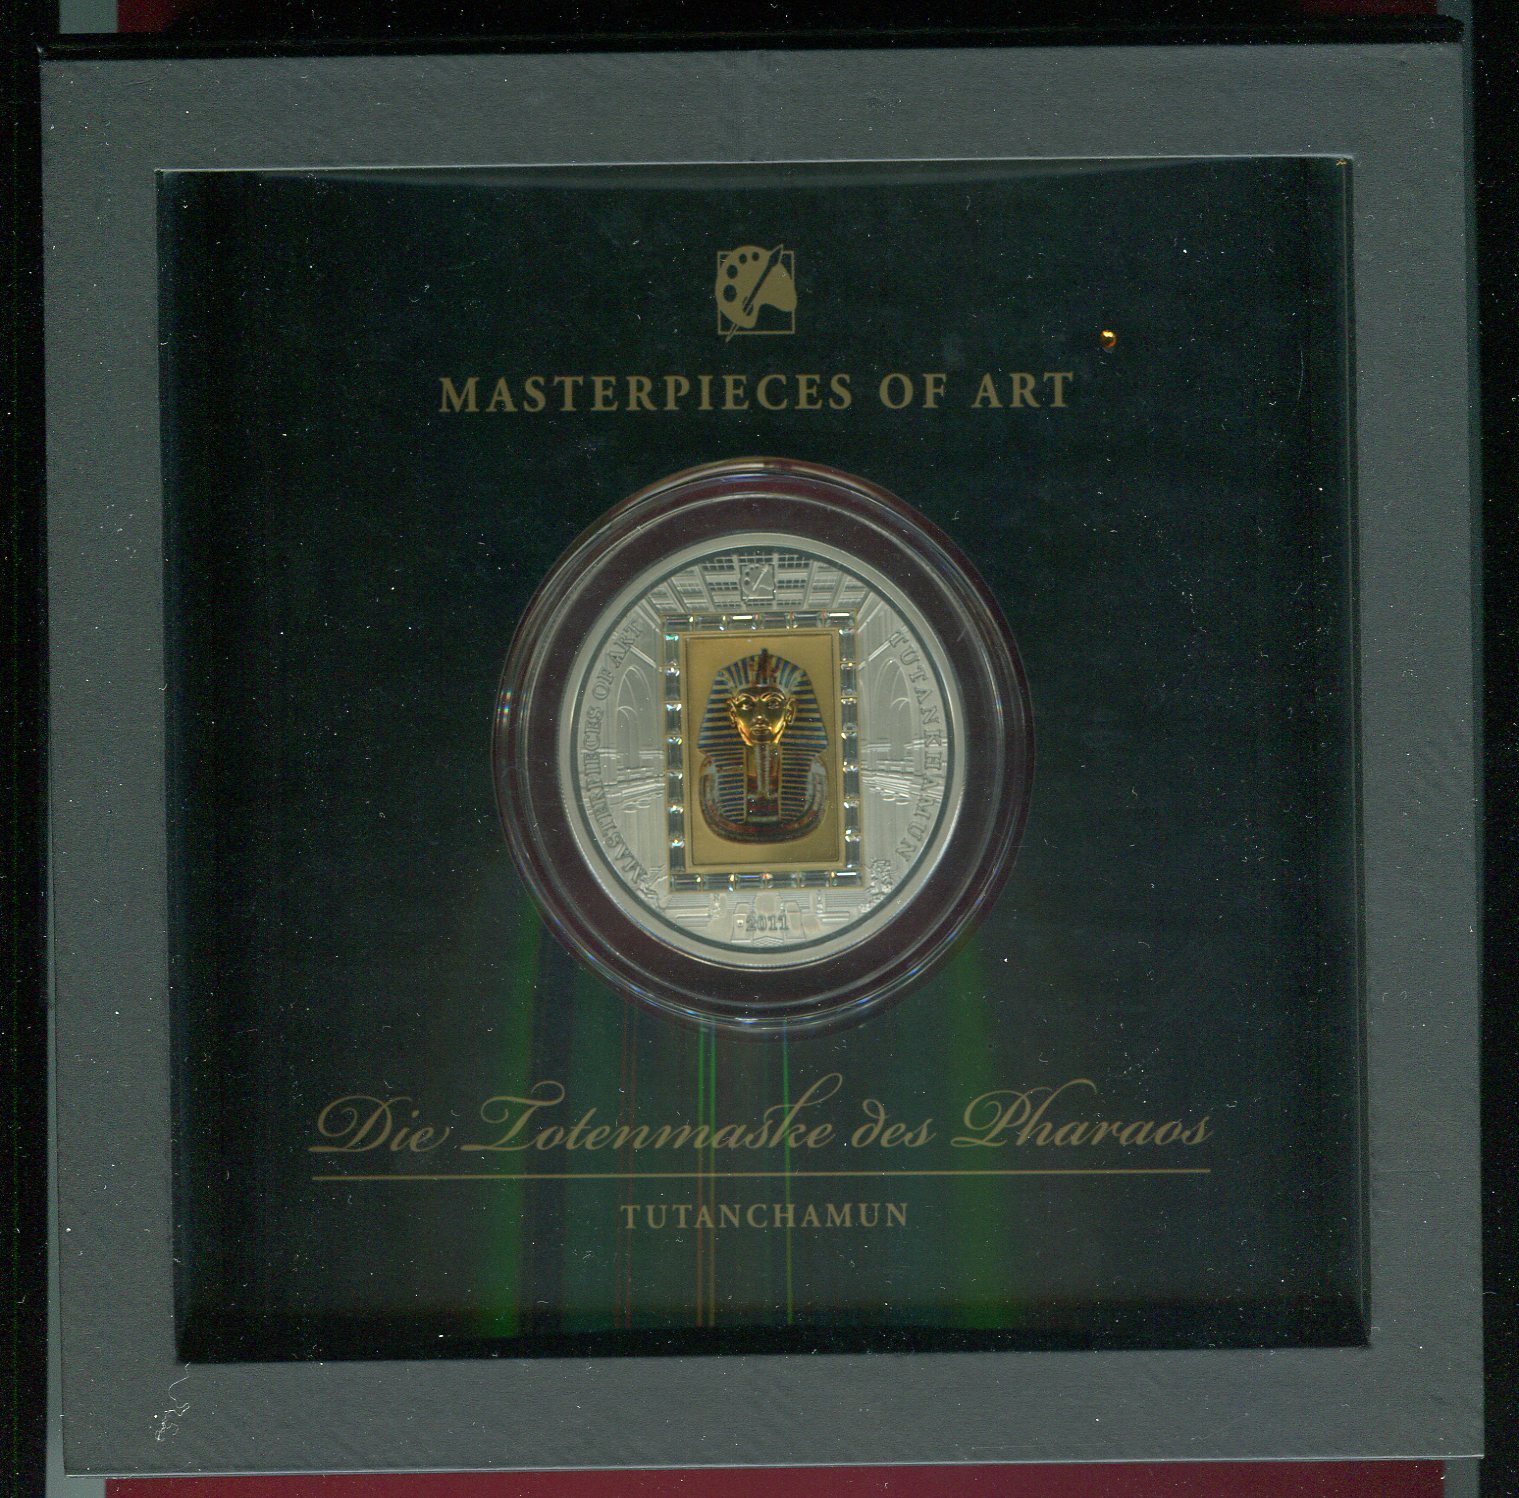 MASTERPIECES OF ART
MASTERPIECES OF ART
TUTANKHAMUN
2011
Die Totenmaske des Pharaos
TUTANCHAMUN